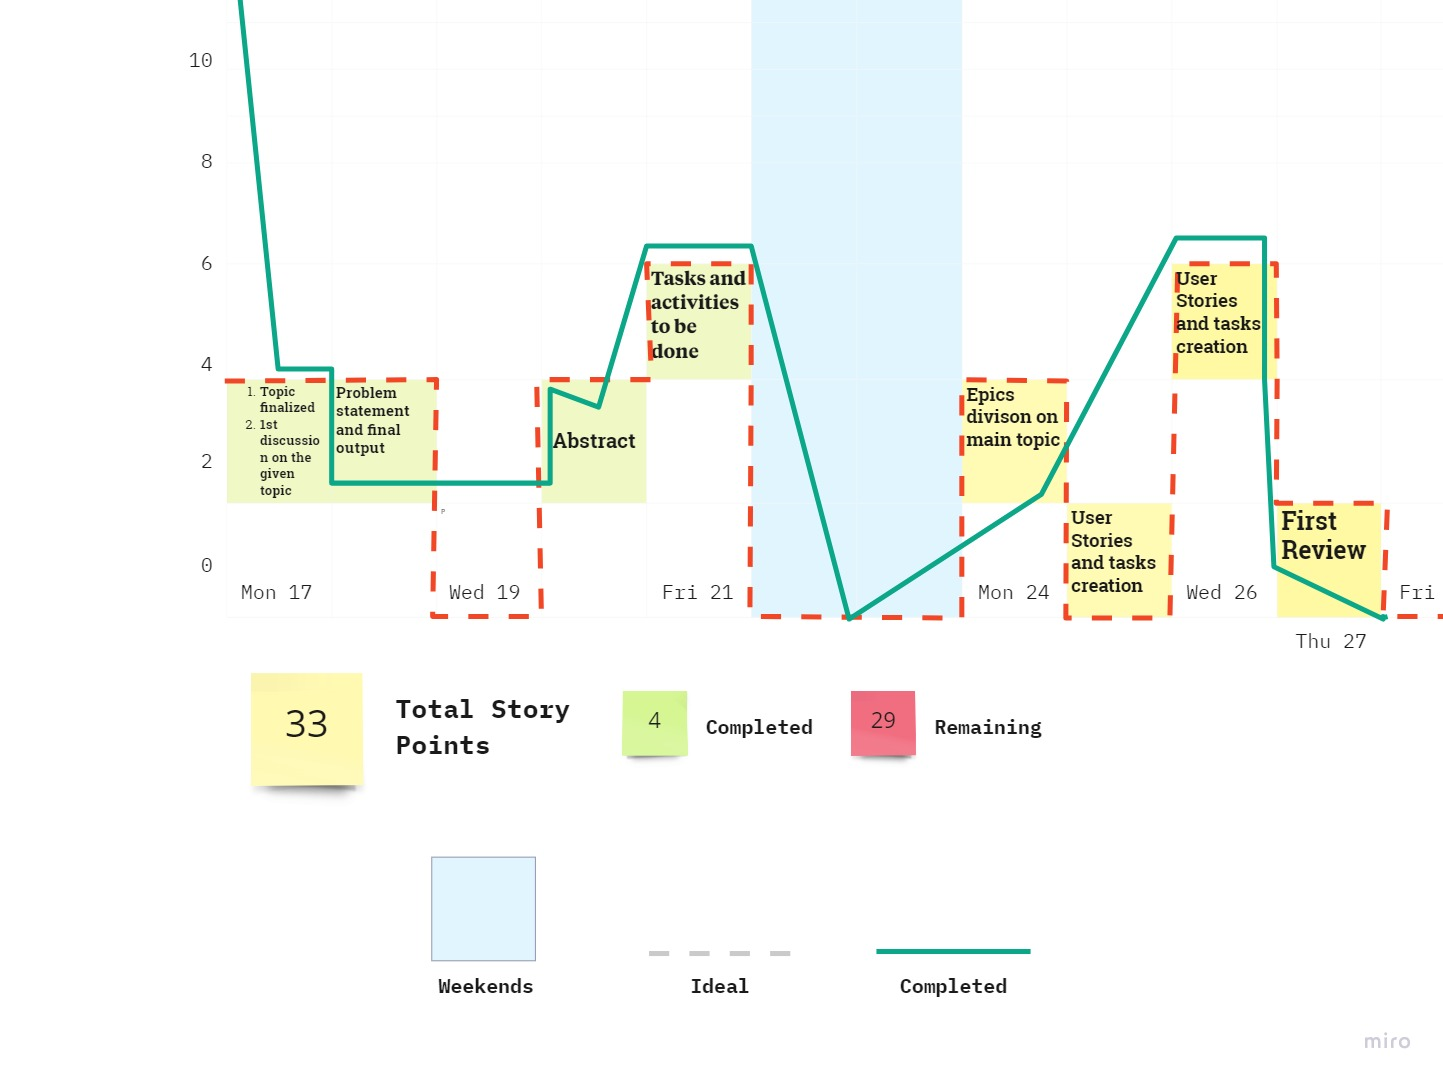 10
8
6
4
2
0
1. Topic
finalized
2. 1st
discussio
n on the
given
topic
Problem
statement
and final
output
P
Abstract
Tasks and
activities
to be
done
Epics
divison on
main topic
User
Stories
and tasks
creation
User
Stories
and tasks
creation
First
Review
Mon 17
Wed 19
Fri 21
Mon 24
Wed 26
Fri
Thu 27
33
Total Story
Points
4
Completed
29
Remaining
Weekends
Ideal
Completed
miro